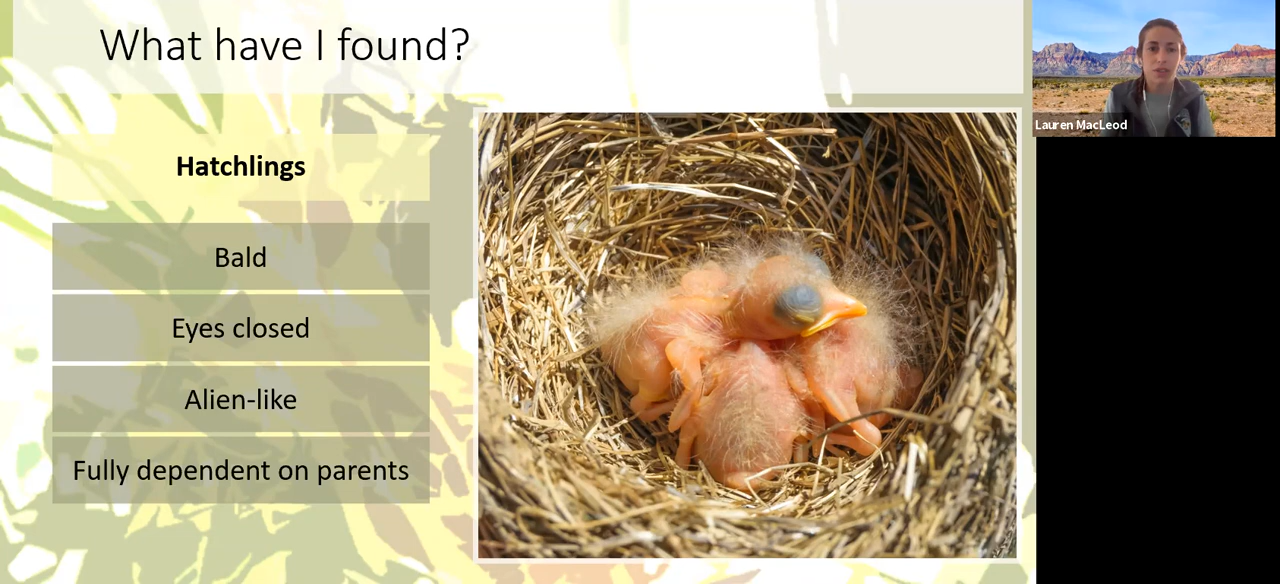 What have I found?
Hatchlings
Bald
Eyes closed
Alien-like
Fully dependent on parents
Lauren MacLeod